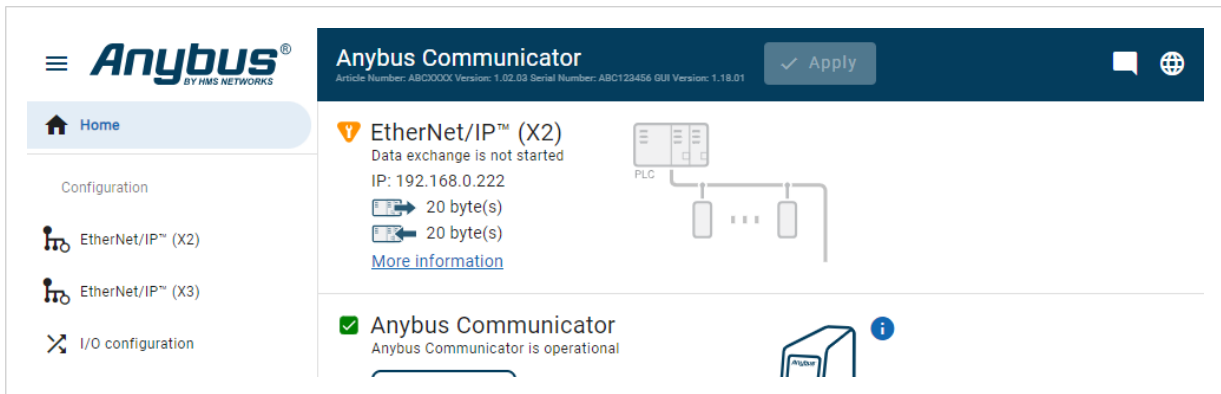 Anybus®
BY HMS NETWORKS
Home
Configuration
EtherNet/IP™ (X2)
EtherNet/IP™ (X3)
I/O configuration
Anybus Communicator
Article Number: ABCXXXX Version: 1.02.03 Serial Number: ABC123456 GUI Version: 1.18.01
Apply
EtherNet/IP™ (X2)
Data exchange is not started
IP: 192.168.0.222
20 byte(s)
20 byte(s)
More information
PLC
Anybus Communicator
Anybus Communicator is operational
Anybus